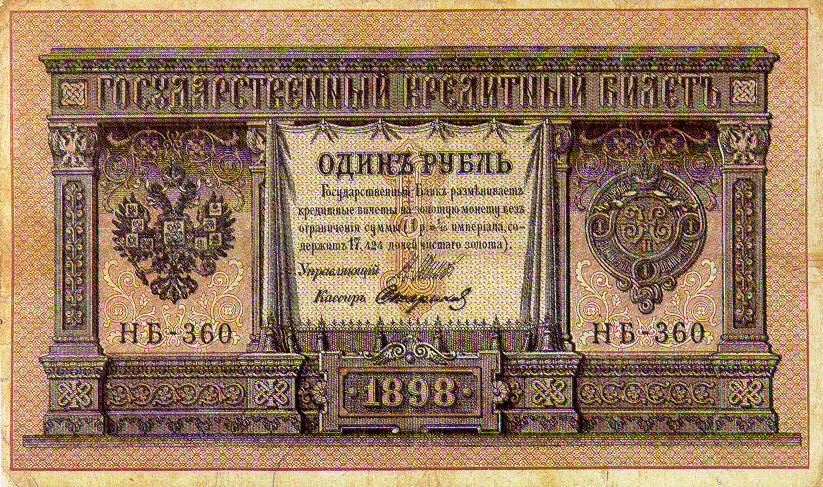 ГОСУДАРСТВЕННЫЙ КРЕДИТНЫЙ БИЛЕТЪ
ОДИНЪ РУБЛЬ
Государственный Банкъ размѣниваетъ
кредитные билеты на золотую монету безъ
ограниченія суммы (1 р. = 1/15 имперіала, со-
держитъ 17,424 долей чистаго золота).
Управляющій
Кассиръ
НБ-360
НБ-360
1898